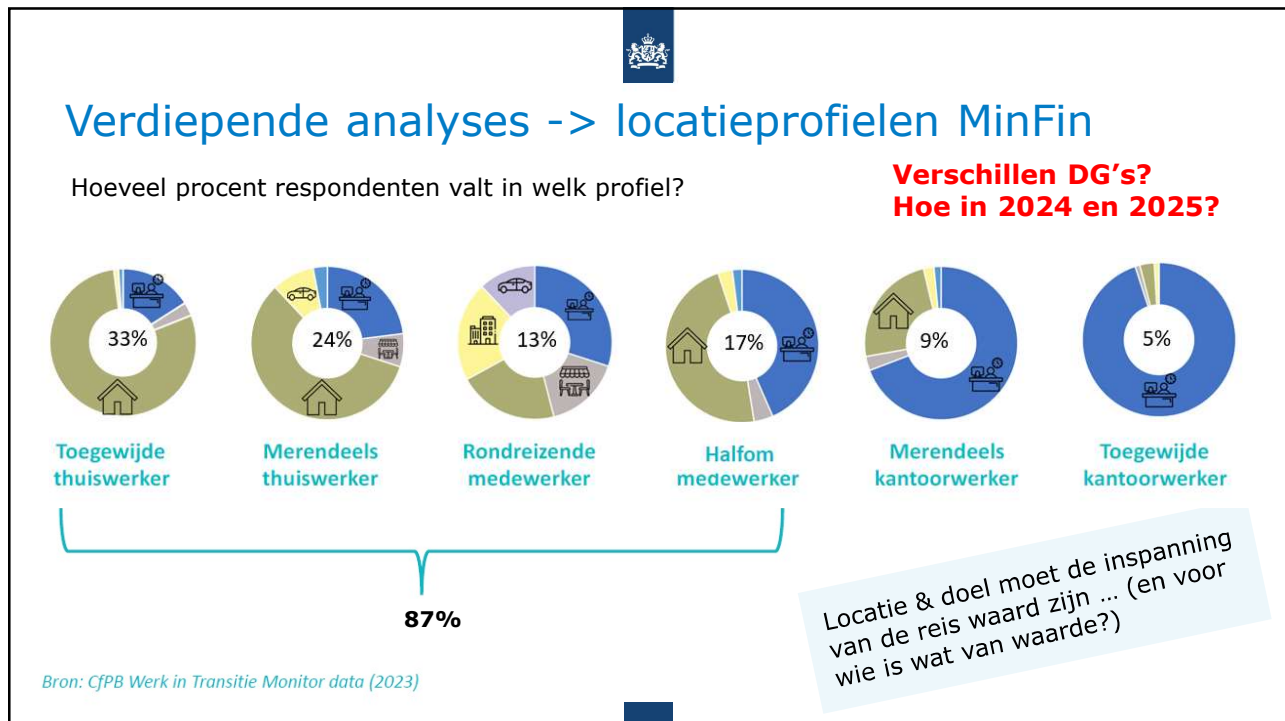 Verdiepende analyses -> locatieprofielen MinFin
Hoeveel procent respondenten valt in welk profiel?
Verschillen DG's?
Hoe in 2024 en 2025?
33%
24%
13%
17%
9%
5%
Toegewijde
thuiswerker
Merendeels
thuiswerker
Rondreizende
medewerker
Halfom
medewerker
Merendeels
kantoorwerker
Toegewijde
kantoorwerker
87%
Locatie & doel moet de inspanning
van de reis waard zijn ... (en voor
wie is wat van waarde?)
Bron: CfPB Werk in Transitie Monitor data (2023)